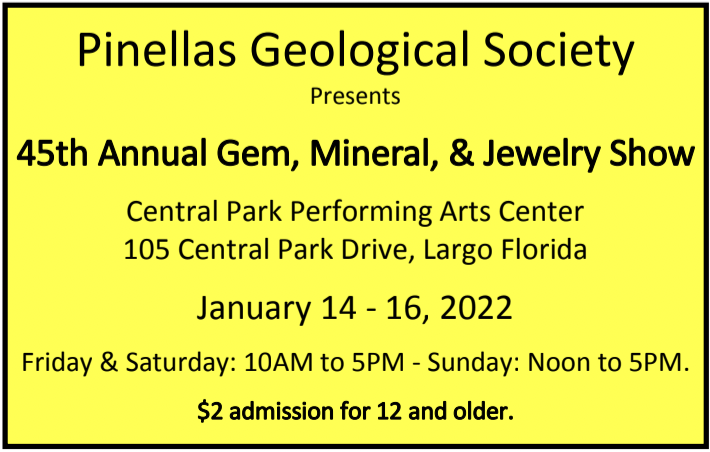 Pinellas Geological Society
Presents
45th Annual Gem, Mineral, & Jewelry Show
Central Park Performing Arts Center
105 Central Park Drive, Largo Florida
January 14 - 16, 2022
Friday & Saturday: 10AM to 5PM - Sunday: Noon to 5PM.
$2 admission for 12 and older.